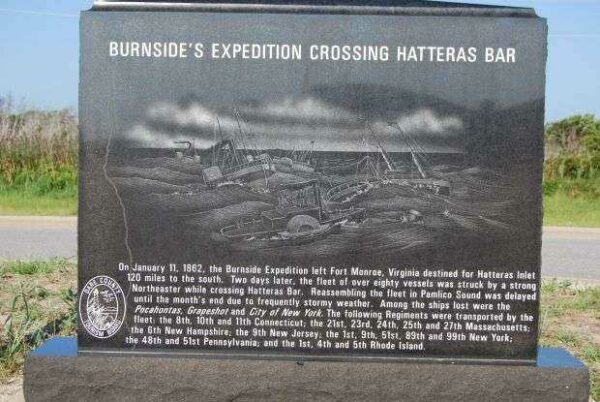 BURNSIDE'S EXPEDITION CROSSING HATTERAS BAR
On January 11, 1862, the Burnside Expedition left Fort Monroe, Virginia destined for Hatteras Inlet
120 miles to the south. Two days later, the fleet of over eighty vessels was struck by a strong
Northeaster while crossing Hatteras Bar. Reassembling the fleet in Pamlico Sound was delayed
until the month's end due to frequently stormy weather. Among the ships lost were the
Pocahontas, Grapeshot and City of New York. The following Regiments were transported by the
fleet: the 8th, 10th and 11th Connecticut; the 21st, 23rd, 24th, 25th and 27th Massachusetts;
the 6th New Hampshire; the 9th New Jersey; the 1st, 9th, 51st, 89th and 99th New York;
the 48th and 51st Pennsylvania; and the 1st, 4th and 5th Rhode Island.
DARE COUNTY